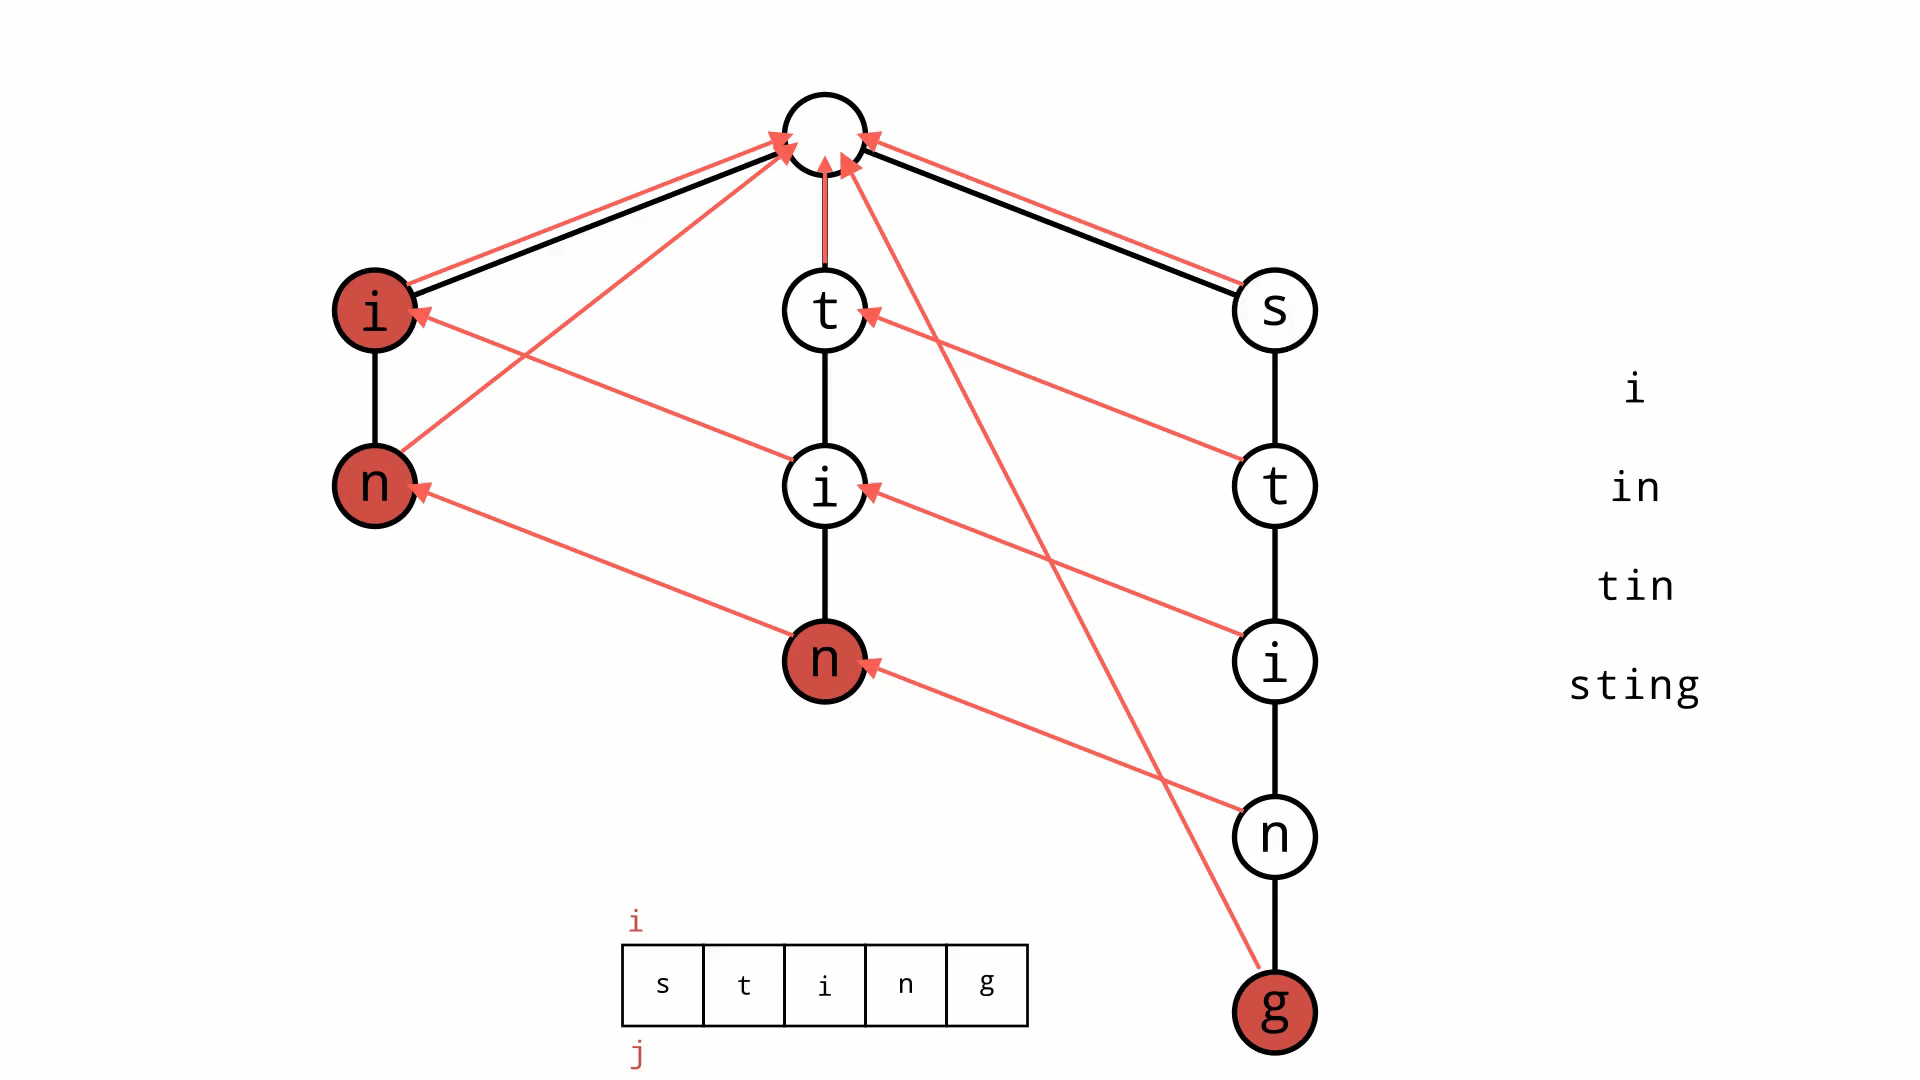 i t s
n i t i
in
n i tin
sting
n
i
s t i n g
g
j